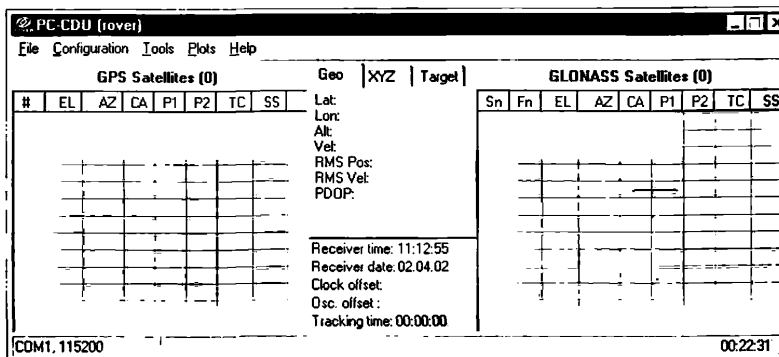 PC-CDU (rover)
File Configuration Tools Plots Help
GPS Satellites (0)
# EL AZ CA P1 P2 TC SS
Geo XYZ Target
Lat:
Lon:
Alt:
Vel:
RMS Pos:
RMS Vel:
PDOP:
Receiver time: 11:12:55
Receiver date: 02.04.02
Clock offset:
Osc. offset :
Tracking time: 00:00:00
GLONASS Satellites (0)
Sn Fn EL AZ CA P1 P2 TC SS
COM1, 115200
00:22:31